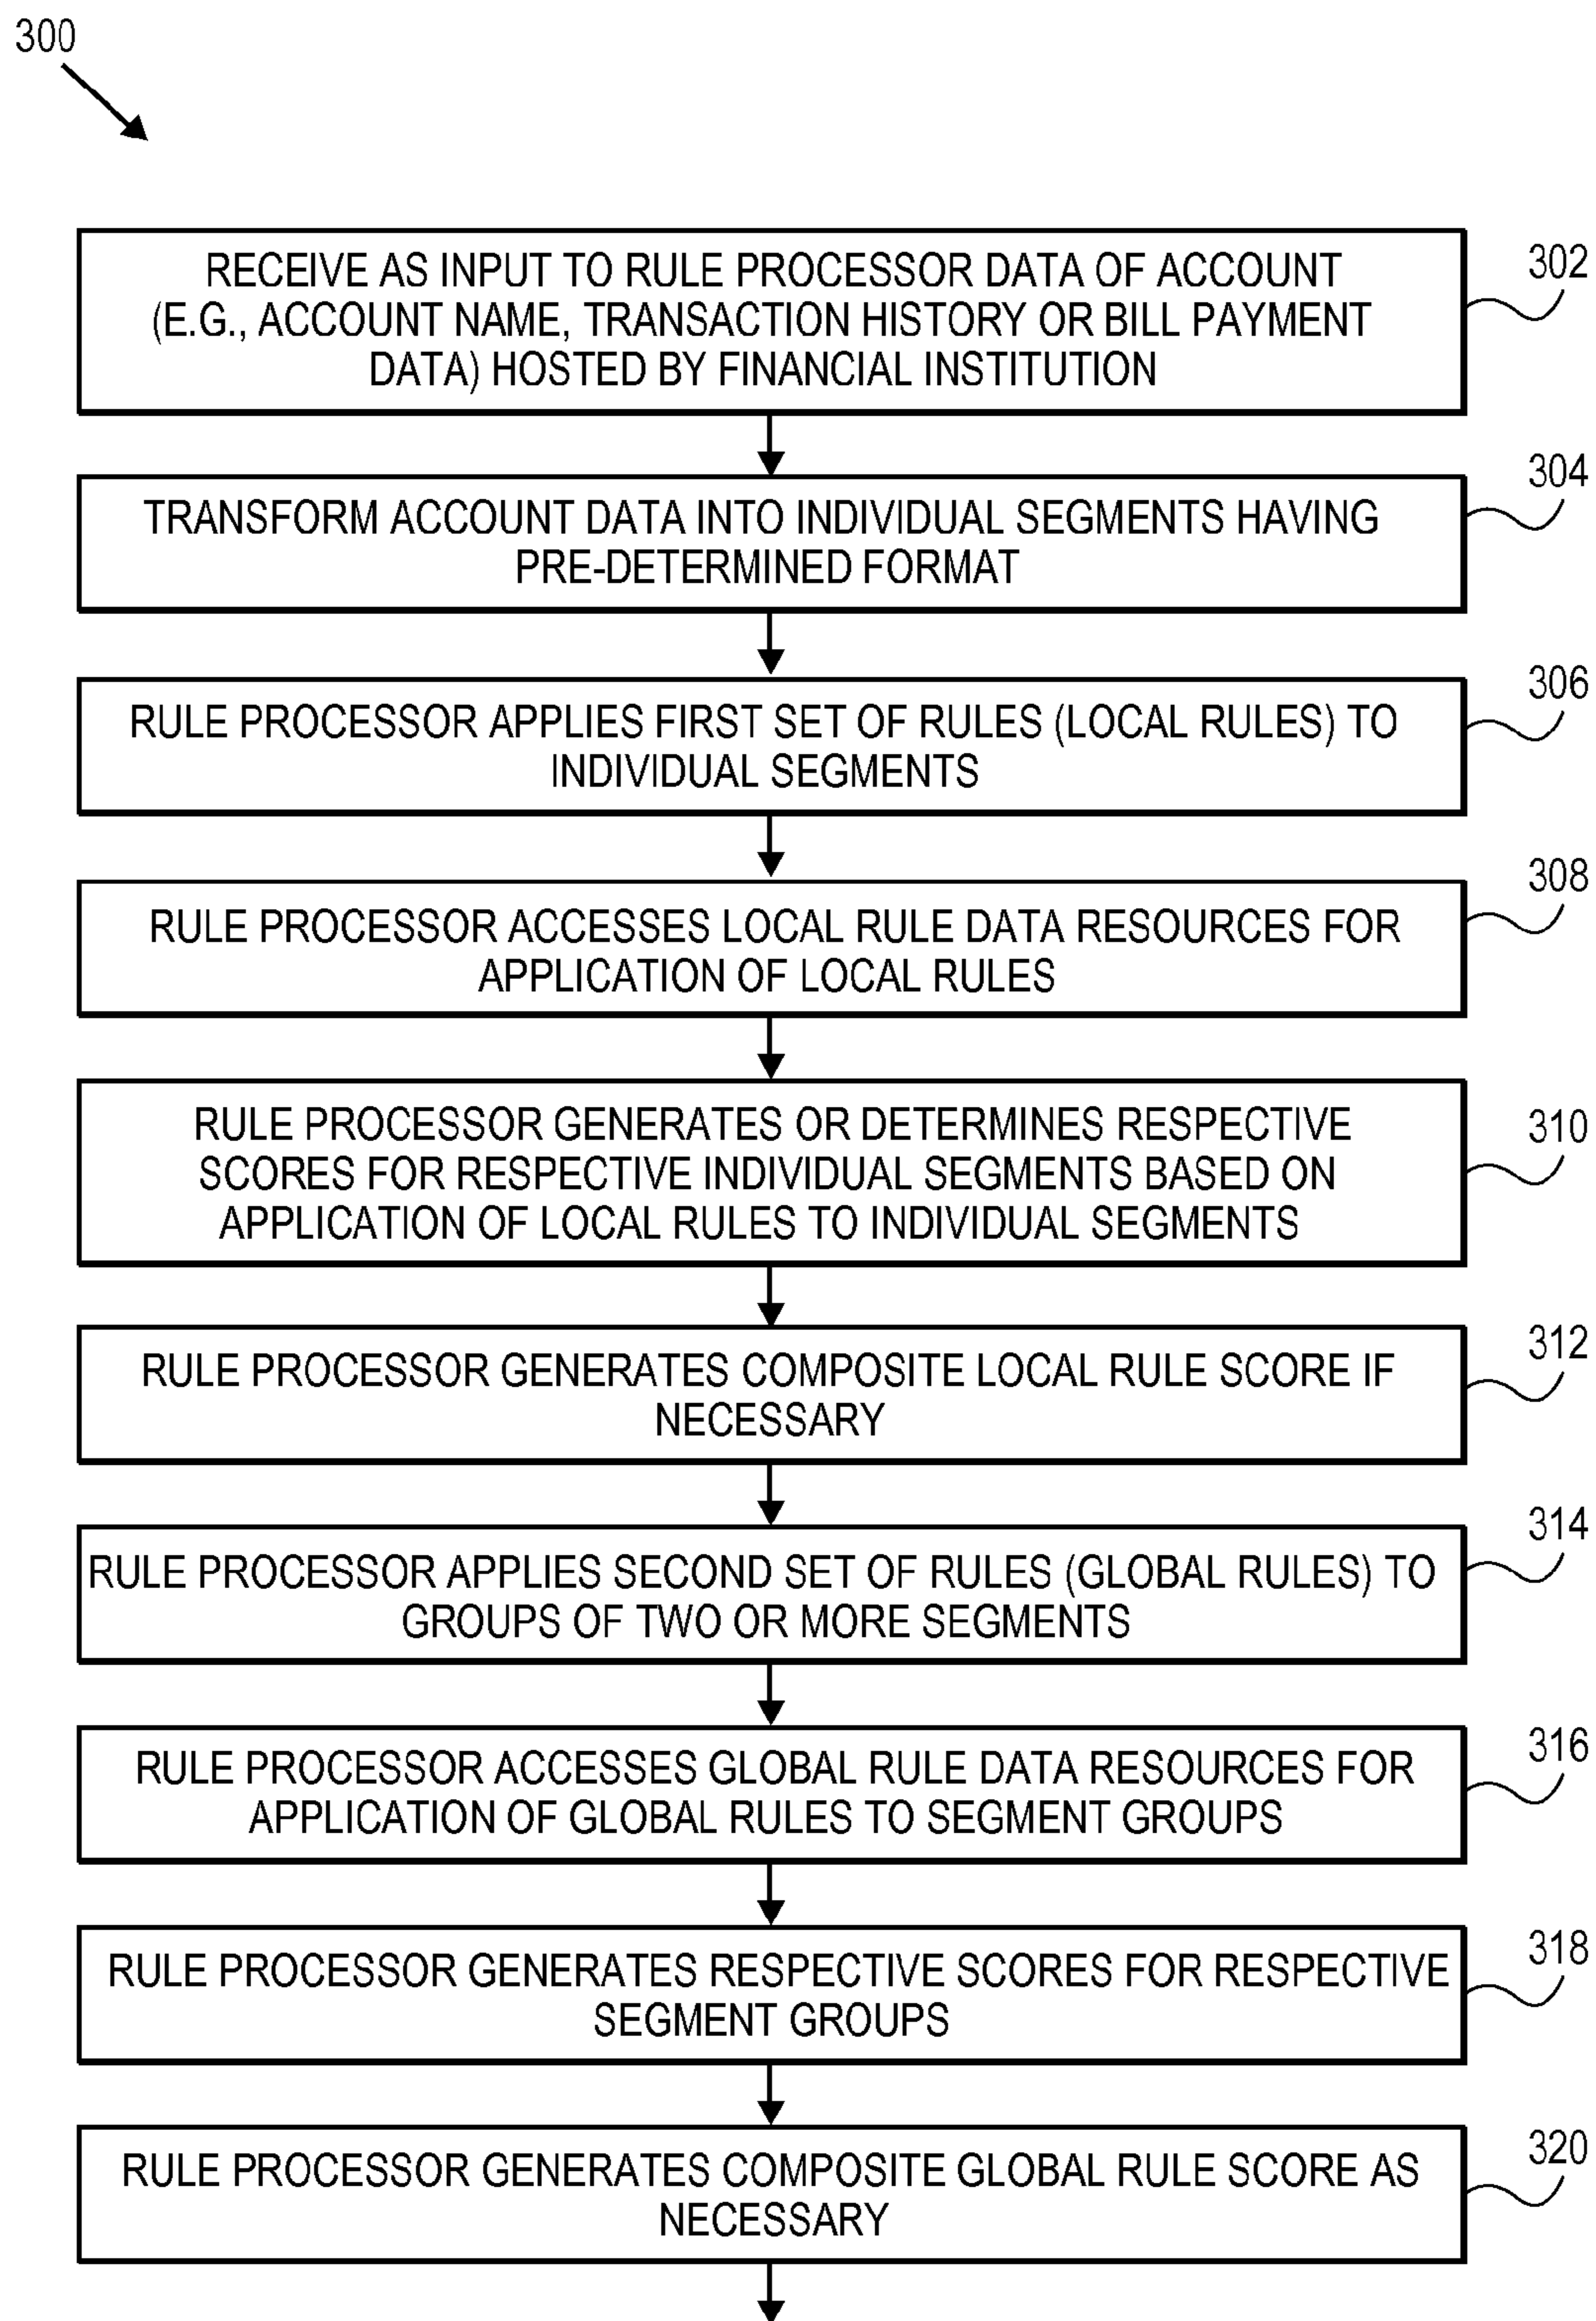 300
RECEIVE AS INPUT TO RULE PROCESSOR DATA OF ACCOUNT
(E.G., ACCOUNT NAME, TRANSACTION HISTORY OR BILL PAYMENT
DATA) HOSTED BY FINANCIAL INSTITUTION
302
TRANSFORM ACCOUNT DATA INTO INDIVIDUAL SEGMENTS HAVING
PRE-DETERMINED FORMAT
304
RULE PROCESSOR APPLIES FIRST SET OF RULES (LOCAL RULES) TO
INDIVIDUAL SEGMENTS
306
RULE PROCESSOR ACCESSES LOCAL RULE DATA RESOURCES FOR
APPLICATION OF LOCAL RULES
308
RULE PROCESSOR GENERATES OR DETERMINES RESPECTIVE
SCORES FOR RESPECTIVE INDIVIDUAL SEGMENTS BASED ON
APPLICATION OF LOCAL RULES TO INDIVIDUAL SEGMENTS
310
RULE PROCESSOR GENERATES COMPOSITE LOCAL RULE SCORE IF
NECESSARY
312
RULE PROCESSOR APPLIES SECOND SET OF RULES (GLOBAL RULES) TO
GROUPS OF TWO OR MORE SEGMENTS
314
RULE PROCESSOR ACCESSES GLOBAL RULE DATA RESOURCES FOR
APPLICATION OF GLOBAL RULES TO SEGMENT GROUPS
316
RULE PROCESSOR GENERATES RESPECTIVE SCORES FOR RESPECTIVE
SEGMENT GROUPS
318
RULE PROCESSOR GENERATES COMPOSITE GLOBAL RULE SCORE AS
NECESSARY
320